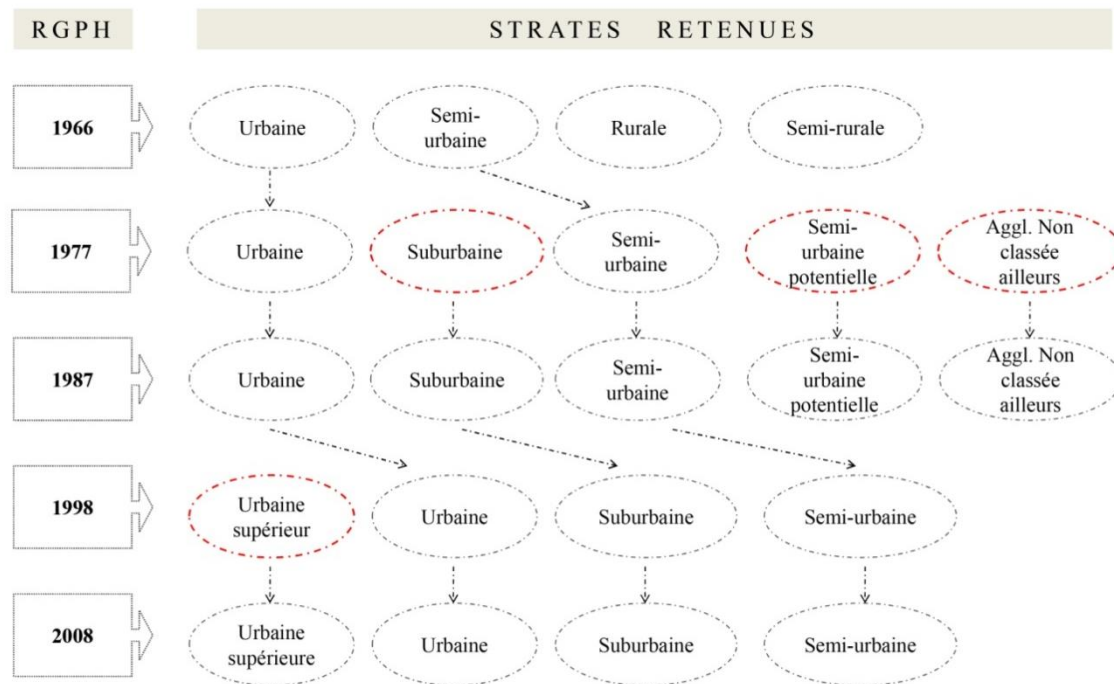 RGPH
STRATES RETENUES
1966
Urbaine
Semi-
urbaine
Rurale
Semi-rurale
1977
Urbaine
Suburbaine
Semi-
urbaine
Semi-
urbaine
potentielle
Aggl. Non
classée
ailleurs
1987
Urbaine
Suburbaine
Semi-
urbaine
Semi-
urbaine
potentielle
Aggl. Non
classée
ailleurs
1998
Urbaine
supérieur
Urbaine
Suburbaine
Semi-urbaine
2008
Urbaine
supérieure
Urbaine
Suburbaine
Semi-urbaine